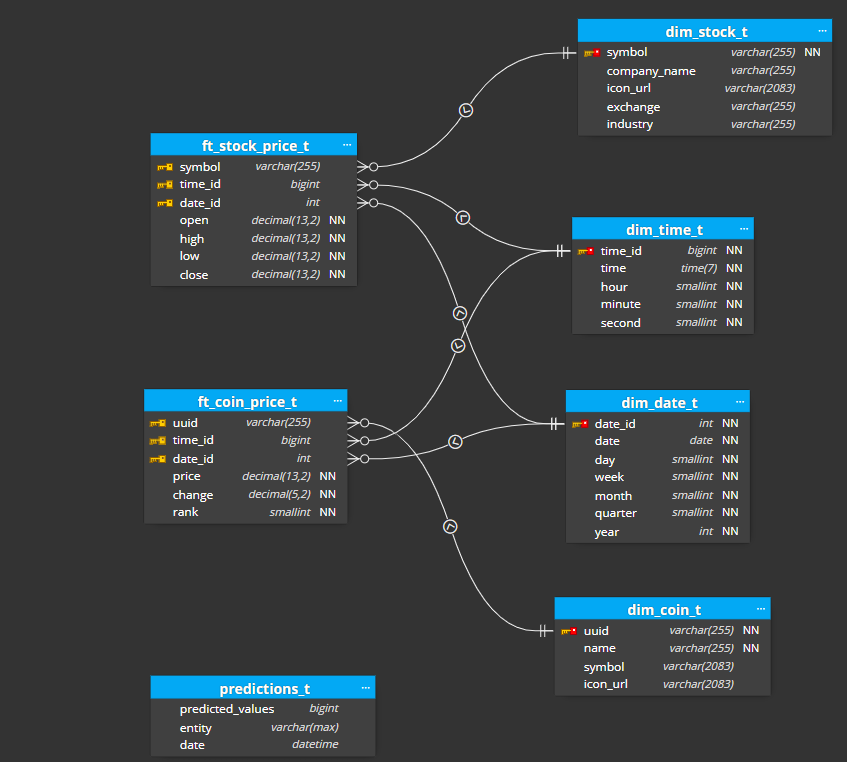 dim_stock_t ...
symbol varchar(255) NN
company_name varchar(255)
icon_url varchar(2083)
exchange varchar(255)
industry varchar(255)
ft_stock_price_t ...
symbol varchar(255)
time_id bigint
date_id int
open decimal(13,2) NN
high decimal(13,2) NN
low decimal(13,2) NN
close decimal(13,2) NN
dim_time_t ...
time_id bigint NN
time time(7) NN
hour smallint NN
minute smallint NN
second smallint NN
ft_coin_price_t ...
uuid varchar(255)
time_id bigint
date_id int
price decimal(13,2) NN
change decimal(5,2) NN
rank smallint NN
dim_date_t ...
date_id int NN
date date NN
day smallint NN
week smallint NN
month smallint NN
quarter smallint NN
year int NN
dim_coin_t ...
uuid varchar(255) NN
name varchar(255) NN
symbol varchar(2083)
icon_url varchar(2083)
predictions_t ...
predicted_values bigint
entity varchar(max)
date datetime